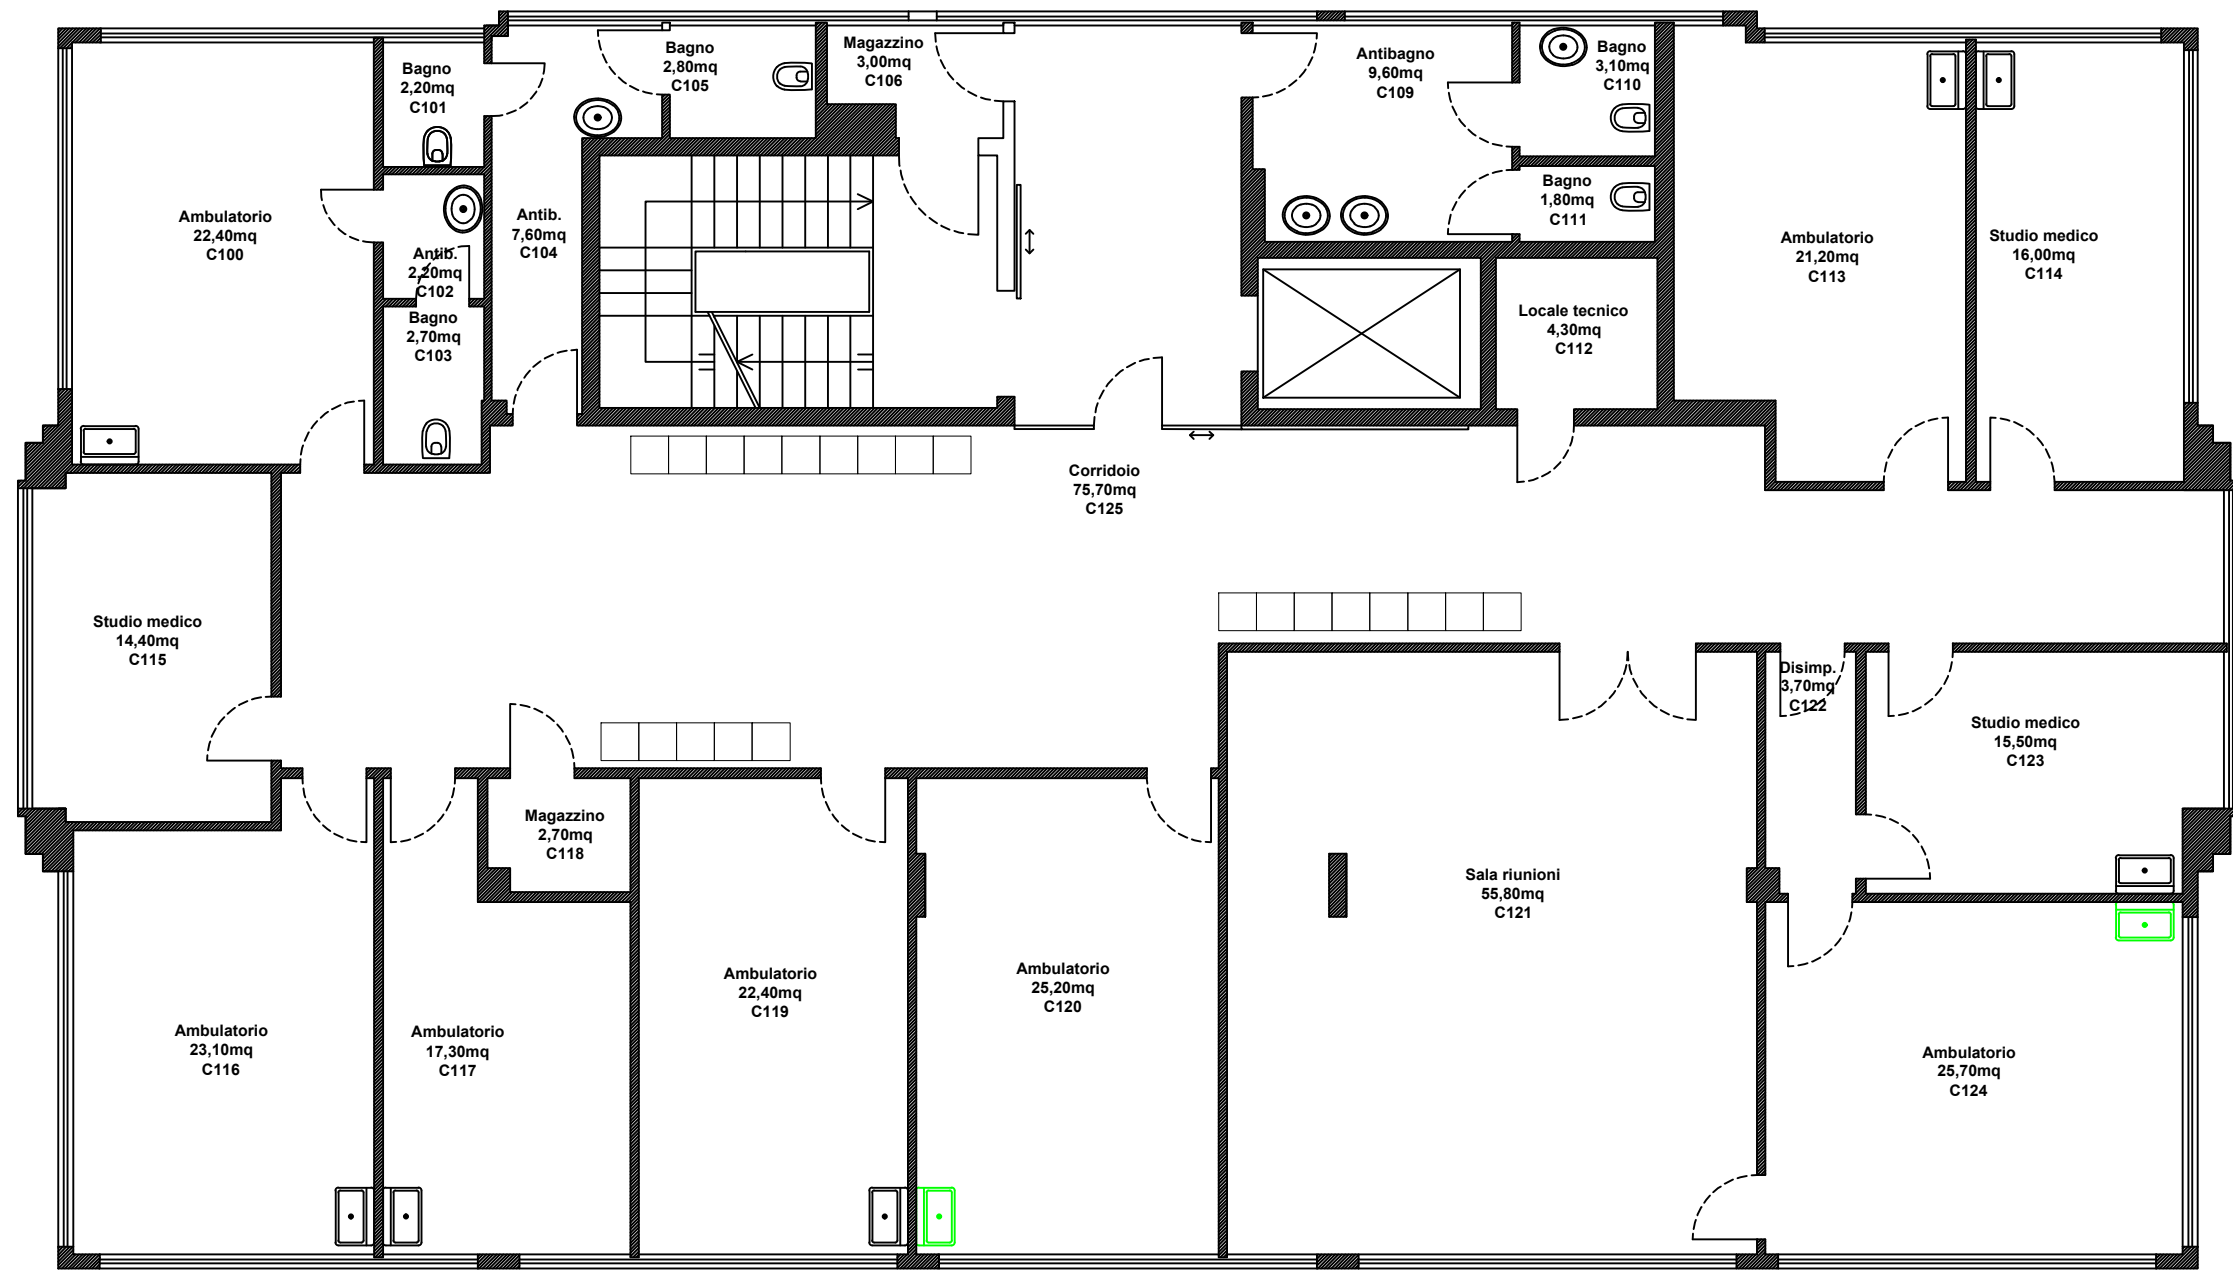 Bagno
2,20mq
C101
Bagno
2,80mq
C105
Magazzino
3,00mq
C106
Antibagno
9,60mq
C109
Bagno
3,10mq
C110
Bagno
1,80mq
C111
Ambulatorio
22,40mq
C100
Antib.
2,20mq
C102
Antib.
7,60mq
C104
Bagno
2,70mq
C103
Locale tecnico
4,30mq
C112
Ambulatorio
21,20mq
C113
Studio medico
16,00mq
C114
Corridoio
75,70mq
C125
Studio medico
14,40mq
C115
Disimp.
3,70mq
C122
Studio medico
15,50mq
C123
Magazzino
2,70mq
C118
Sala riunioni
55,80mq
C121
Ambulatorio
23,10mq
C116
Ambulatorio
17,30mq
C117
Ambulatorio
22,40mq
C119
Ambulatorio
25,20mq
C120
Ambulatorio
25,70mq
C124